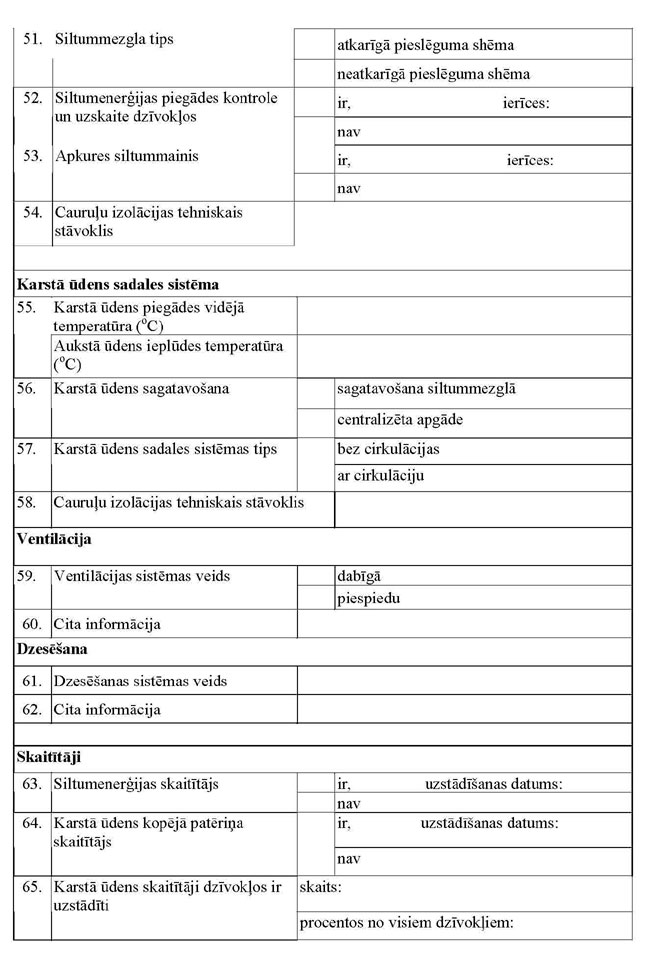 51. Siltummezgla tips
atkarīgā pieslēguma shēma
neatkarīgā pieslēguma shēma
52. Siltumenerģijas piegādes kontrole
un uzskaite dzīvokļos
ir, ierīces:
nav
53. Apkures siltummainis
ir, ierīces:
nav
54. Cauruļu izolācijas tehniskais
stāvoklis
Karstā ūdens sadales sistēma
55. Karstā ūdens piegādes vidējā
temperatūra (°C)
Aukstā ūdens ieplūdes temperatūra
(°C)
56. Karstā ūdens sagatavošana
sagatavošana siltummezglā
centralizēta apgāde
57. Karstā ūdens sadales sistēmas tips
bez cirkulācijas
ar cirkulāciju
58. Cauruļu izolācijas tehniskais stāvoklis
Ventilācija
59. Ventilācijas sistēmas veids
dabīgā
piespiedu
60. Cita informācija
Dzesēšana
61. Dzesēšanas sistēmas veids
62. Cita informācija
Skaitītāji
63. Siltumenerģijas skaitītājs
ir, uzstādīšanas datums:
nav
64. Karstā ūdens kopējā patēriņa
skaitītājs
ir, uzstādīšanas datums:
nav
65. Karstā ūdens skaitītāji dzīvokļos ir
uzstādīti
skaits:
procentos no visiem dzīvokļiem: